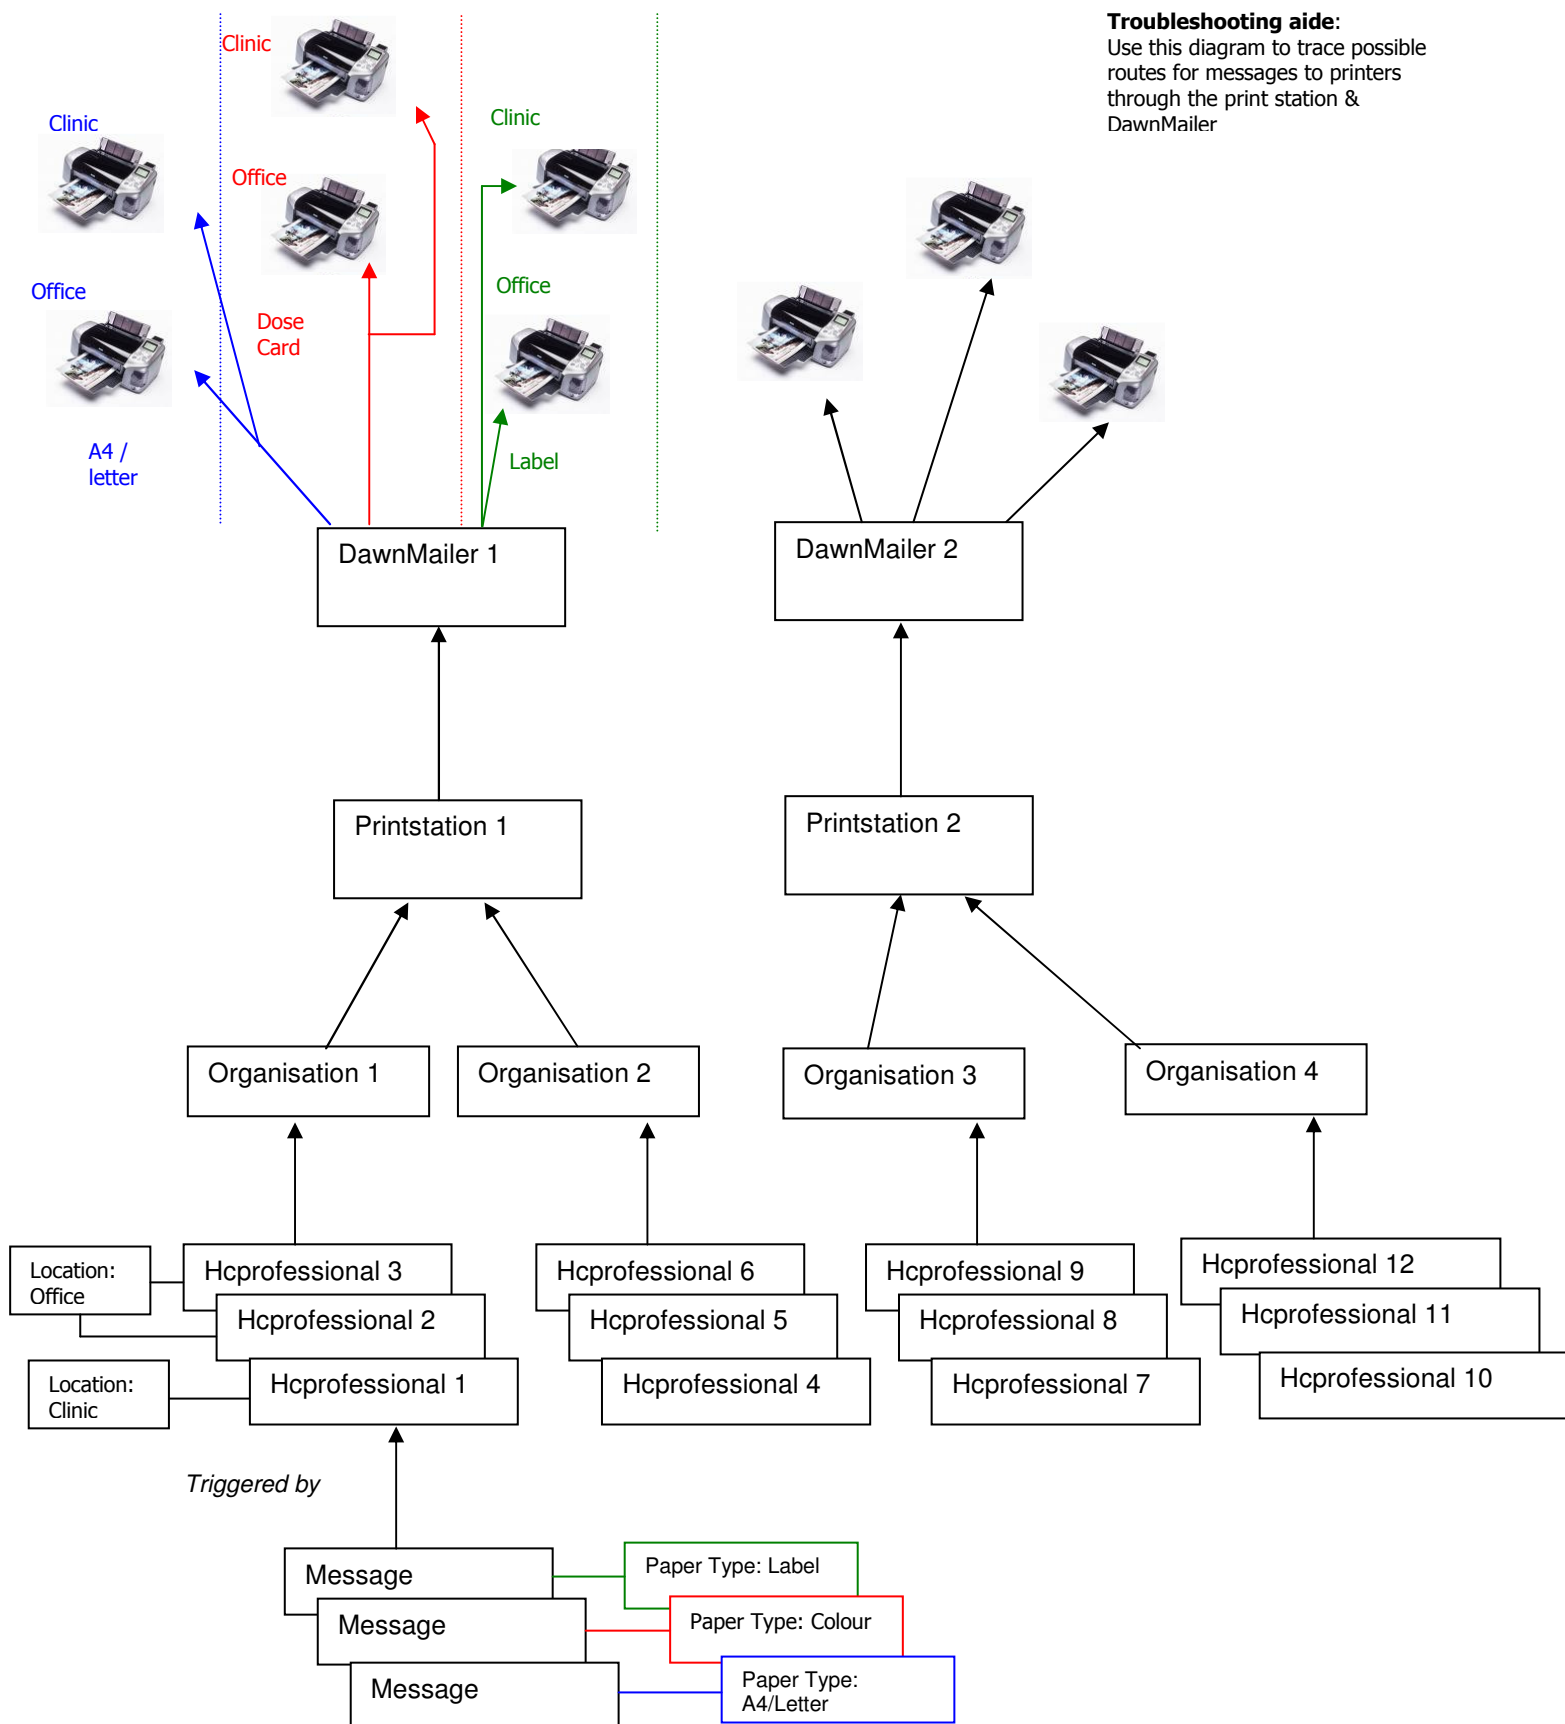 Troubleshooting aide:
Use this diagram to trace possible
routes for messages to printers
through the print station &
DawnMailer
Clinic
Clinic
Clinic
Office
Office
Office
Dose
Card
A4 /
letter
Label
DawnMailer 1
DawnMailer 2
Printstation 1
Printstation 2
Organisation 1
Organisation 2
Organisation 3
Organisation 4
Location:
Office
Hcprofessional 3
Hcprofessional 2
Hcprofessional 1
Location:
Clinic
Hcprofessional 6
Hcprofessional 5
Hcprofessional 4
Hcprofessional 9
Hcprofessional 8
Hcprofessional 7
Hcprofessional 12
Hcprofessional 11
Hcprofessional 10
Triggered by
Message
Paper Type: Label
Message
Paper Type: Colour
Message
Paper Type:
A4/Letter